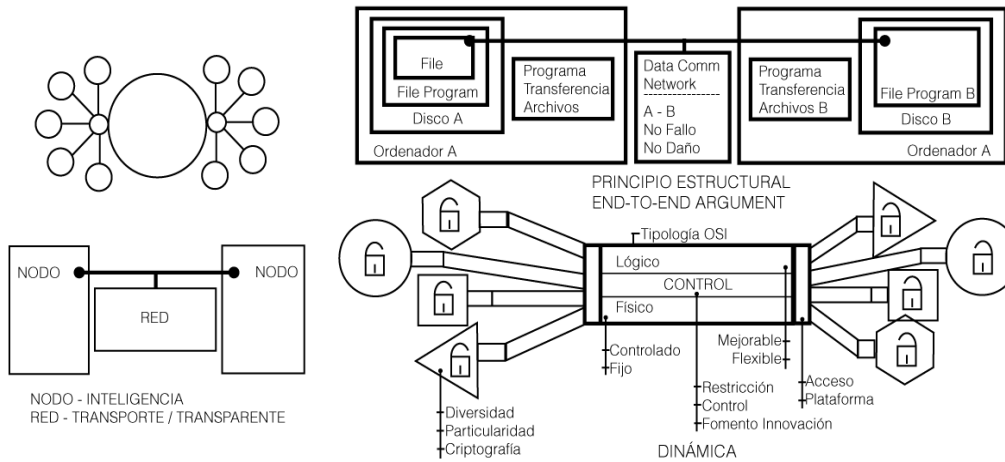 File
File Program
Disco A
Ordenador A
Programa
Transferencia
Archivos
Data Comm
Network
A - B
No Fallo
No Daño
Programa
Transferencia
Archivos B
File Program B
Disco B
Ordenador A
PRINCIPIO ESTRUCTURAL
END-TO-END ARGUMENT
NODO
NODO
RED
NODO - INTELIGENCIA
RED - TRANSPORTE / TRANSPARENTE
Tipología OSI
Lógico
CONTROL
Físico
Controlado
Fijo
Mejorable
Flexible
Restricción
Control
Fomento Innovación
Acceso
Plataforma
Diversidad
Particularidad
Criptografía
DINÁMICA